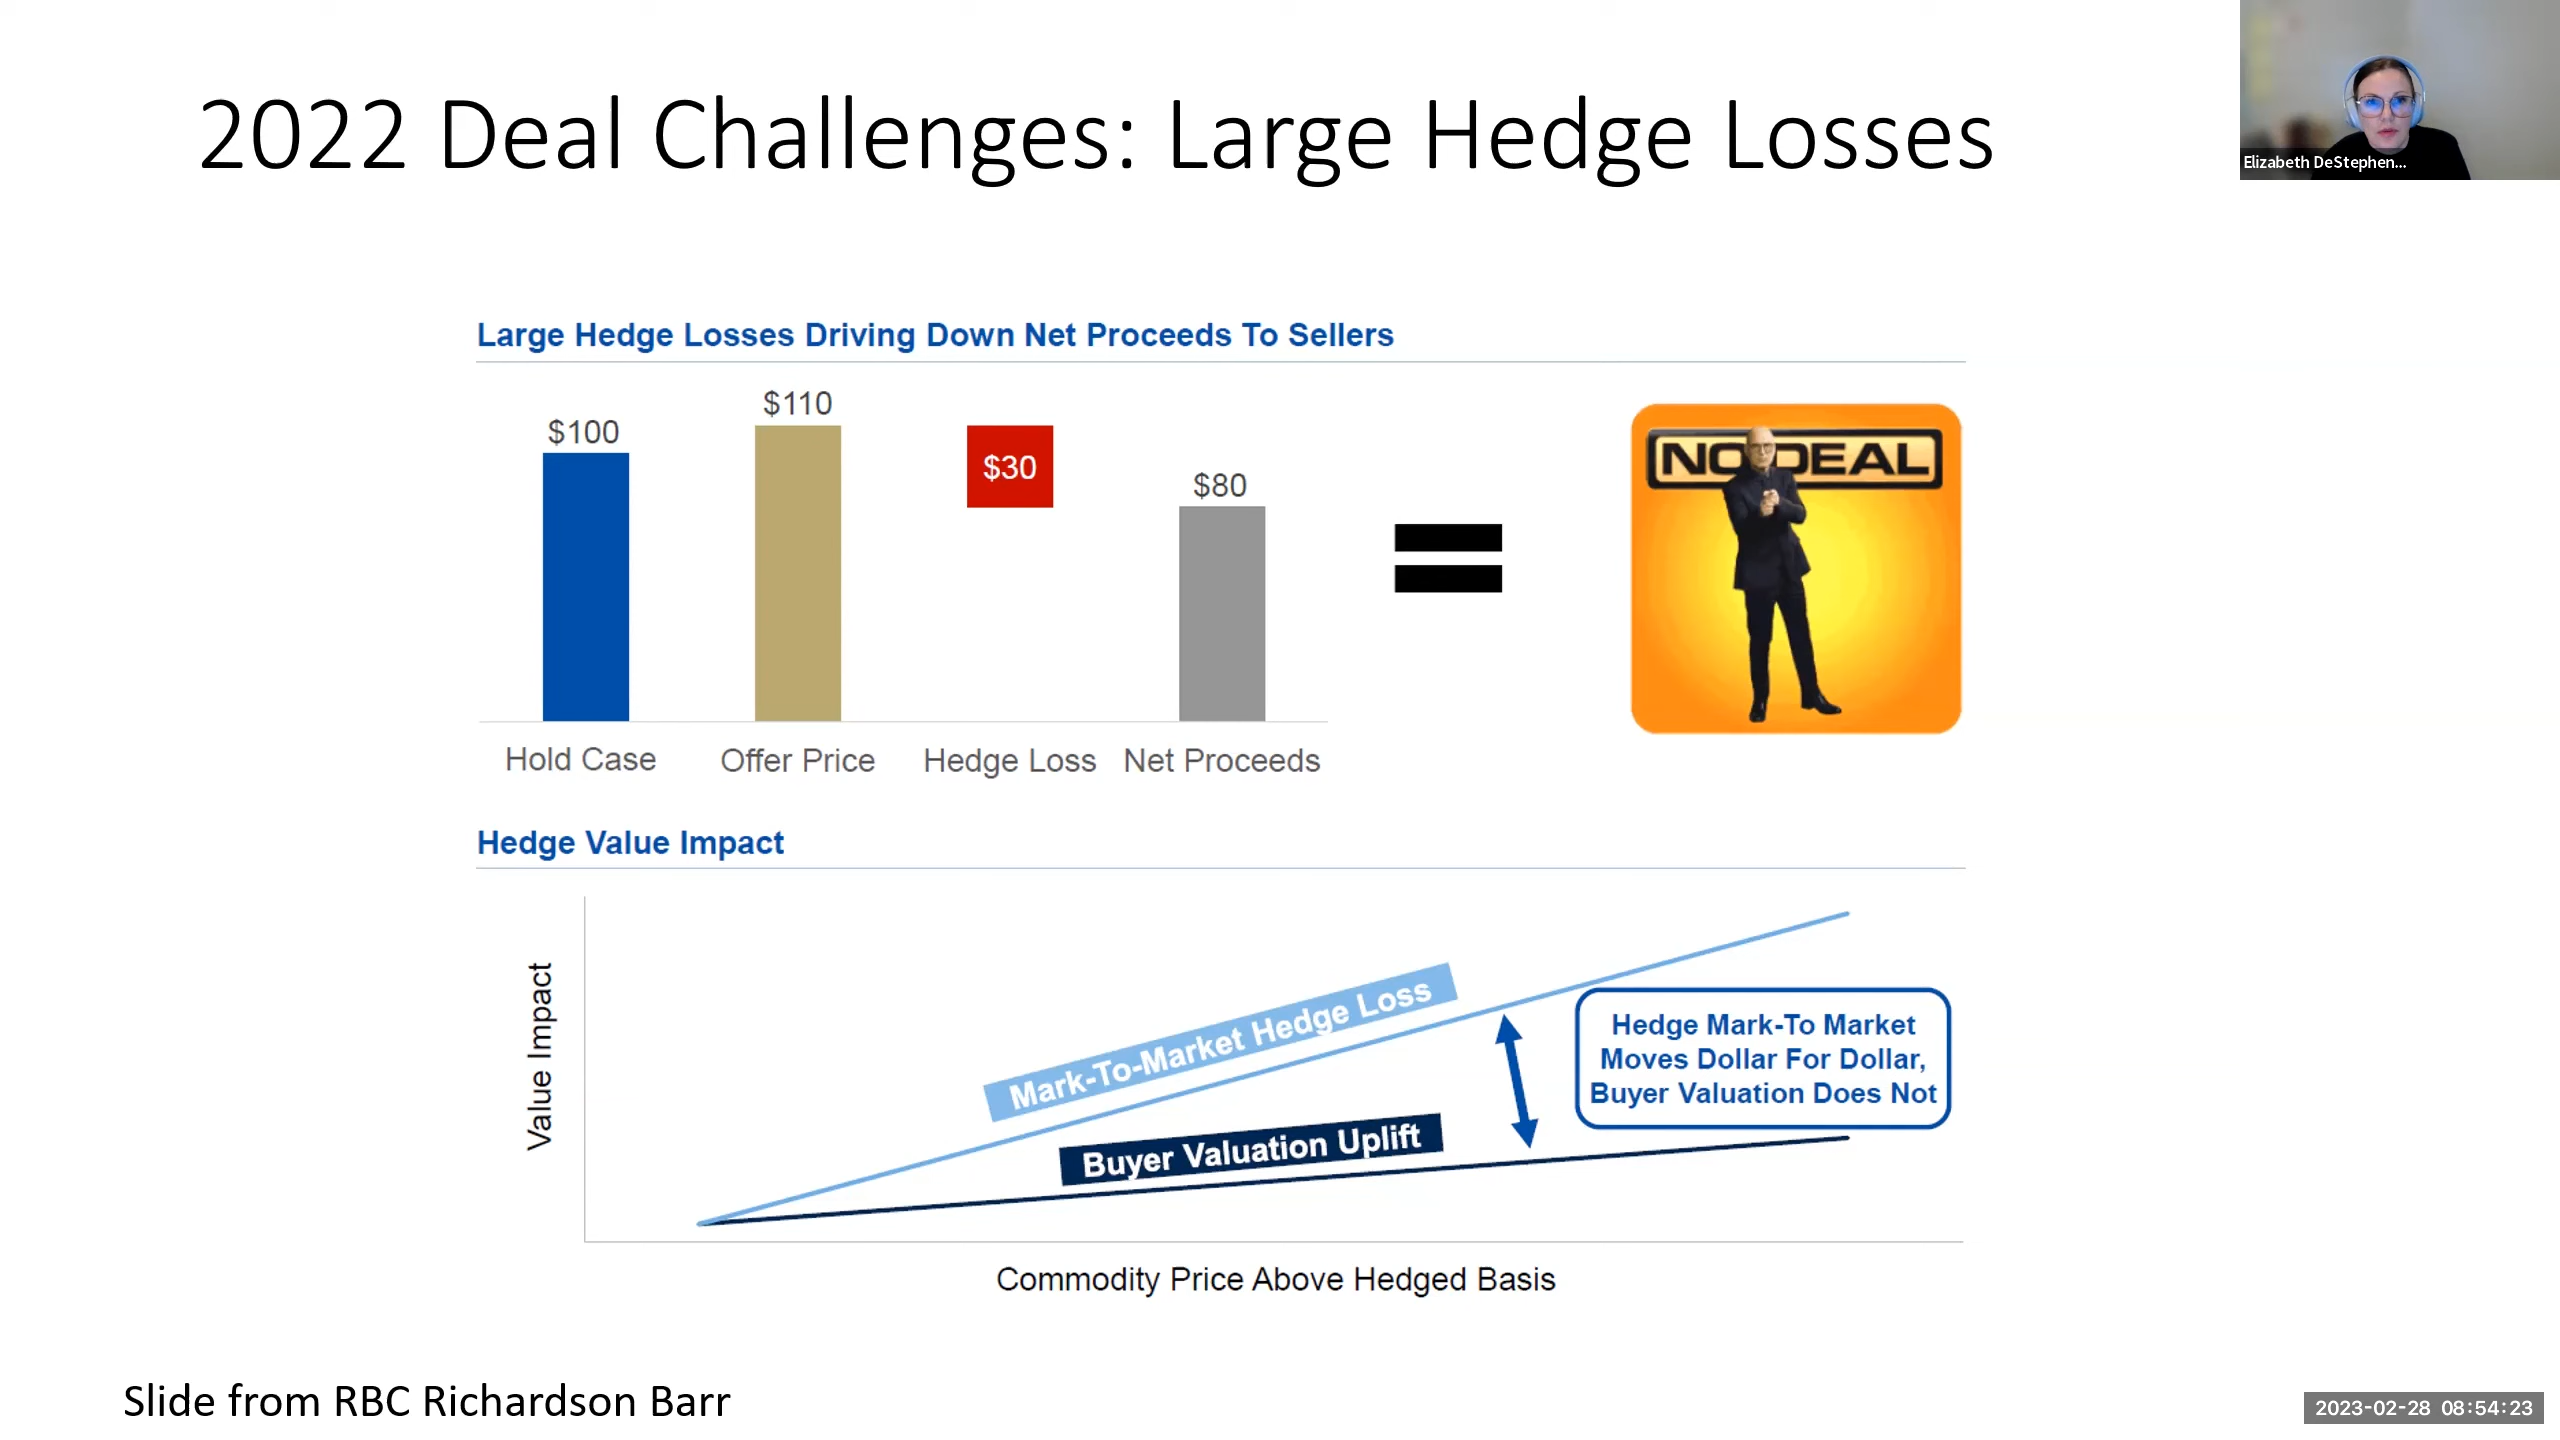 2022 Deal Challenges: Large Hedge Losses
Elizabeth DeStephen...
Large Hedge Losses Driving Down Net Proceeds To Sellers
$100
$110
$30
$80
NO DEAL
Hold Case
Offer Price
Hedge Loss
Net Proceeds
Hedge Value Impact
Value Impact
Mark-To-Market Hedge Loss
Buyer Valuation Uplift
Hedge Mark-To Market
Moves Dollar For Dollar,
Buyer Valuation Does Not
Commodity Price Above Hedged Basis
Slide from RBC Richardson Barr
2023-02-28 08:54:23